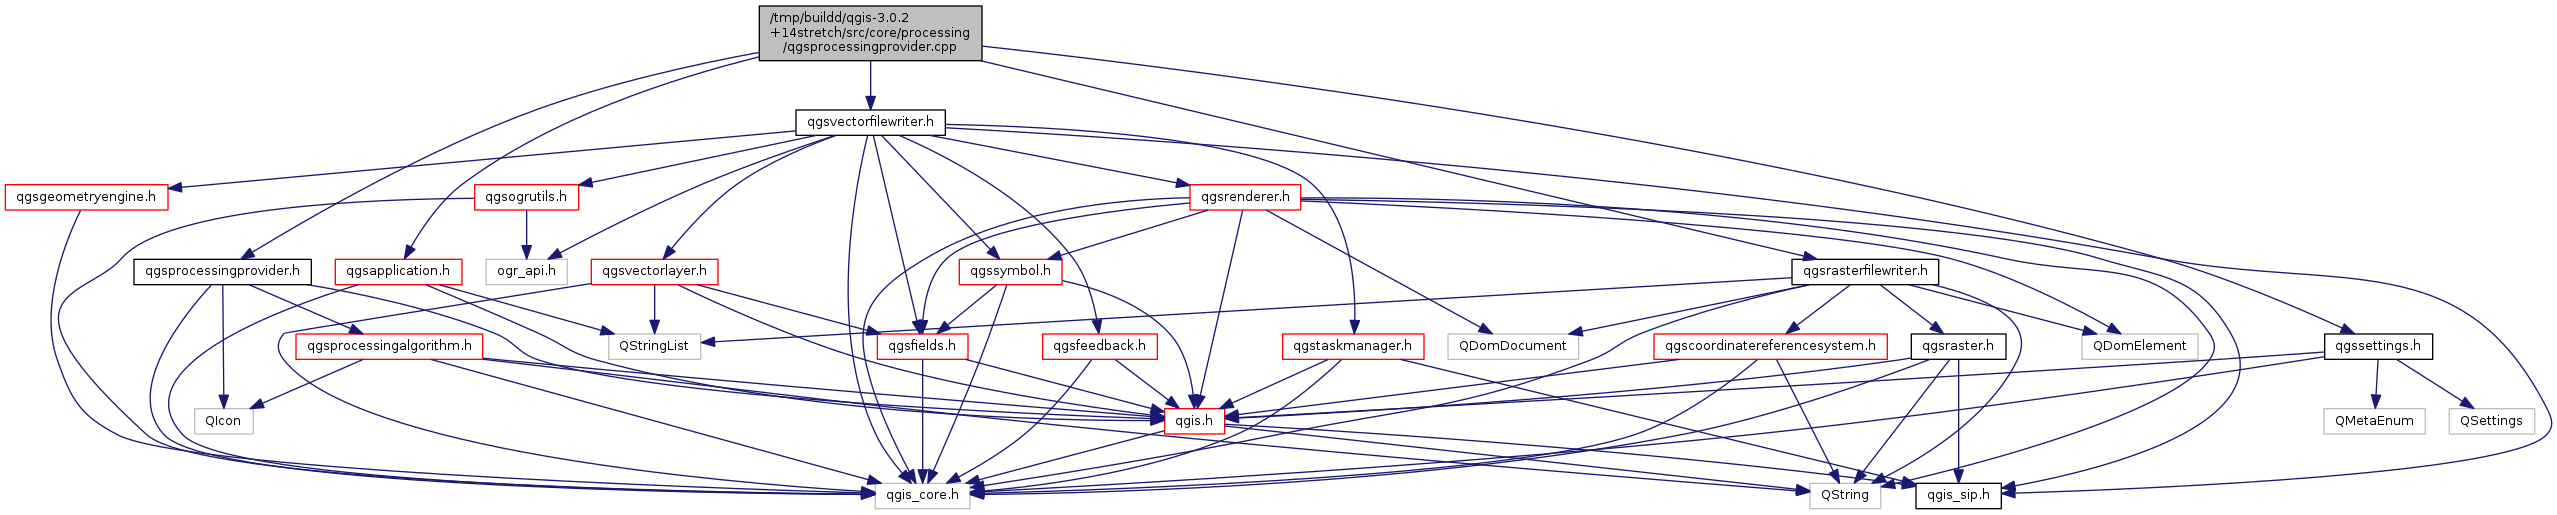 /tmp/buildd/qgis-3.0.2
+14stretch/src/core/processing
/qgsprocessingprovider.cpp
qgsvectorfilewriter.h
qgsgeometryengine.h
qgsogrutils.h
qgsrenderer.h
qgsprocessingprovider.h
qgsapplication.h
ogr_api.h
qgsvectorlayer.h
qgssymbol.h
qgsrasterfilewriter.h
qgsprocessingalgorithm.h
QStringList
qgsfields.h
qgsfeedback.h
qgstaskmanager.h
QDomDocument
qgscoordinatereferencesystem.h
qgsraster.h
QDomElement
qgssettings.h
QIcon
qgis.h
QMetaEnum
QSettings
qgis_core.h
QString
qgis_sip.h